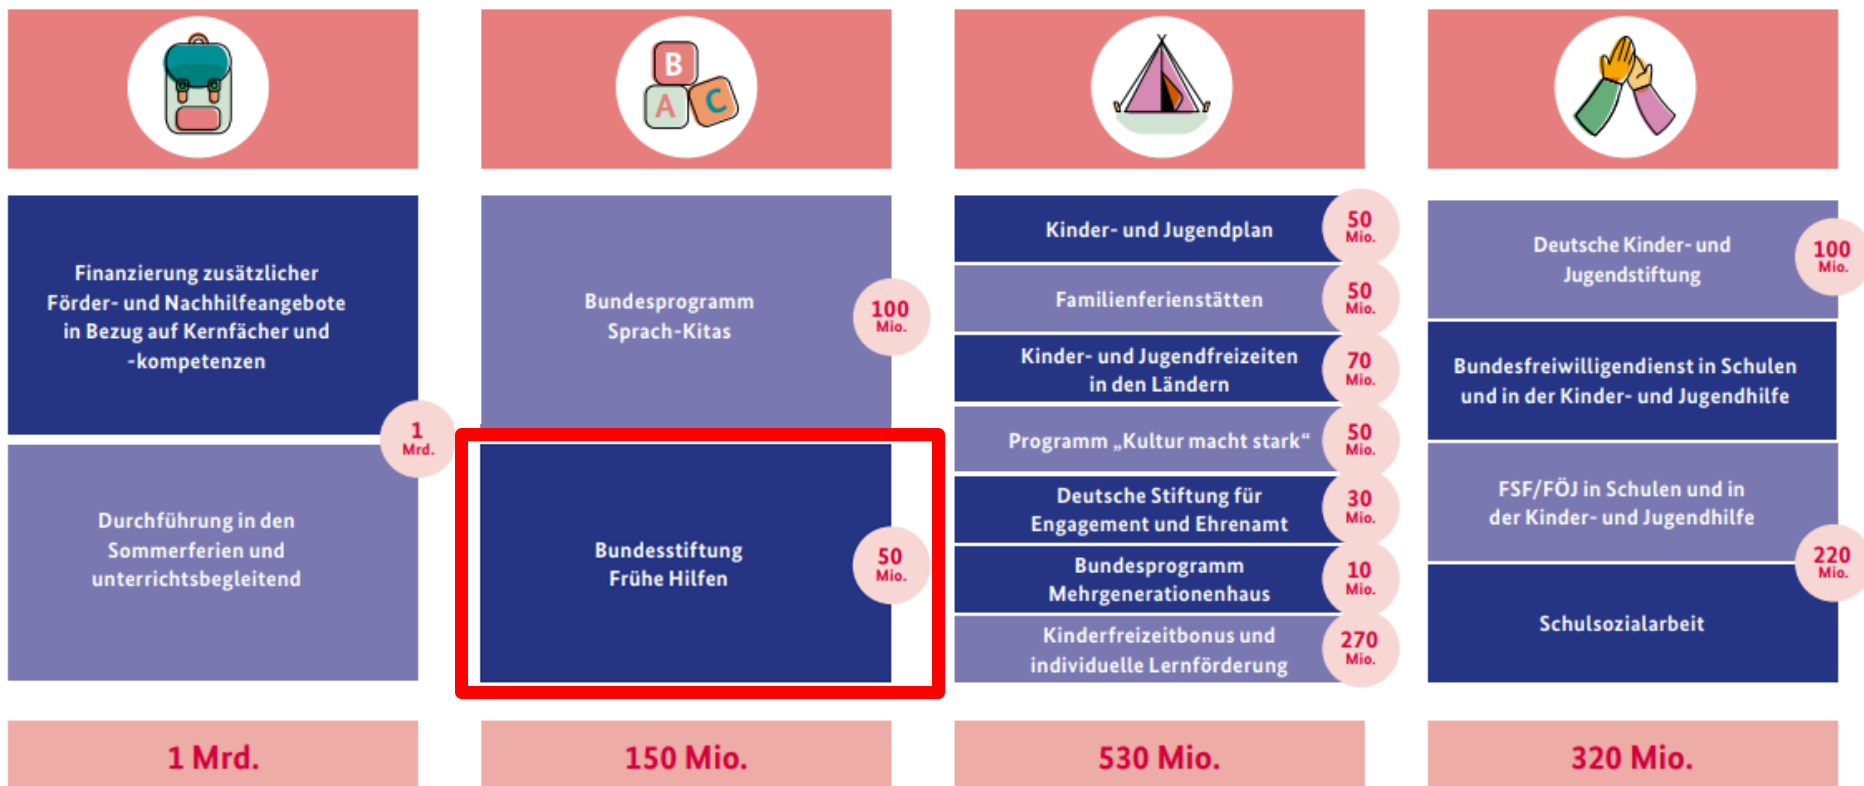 B
A
C
Finanzierung zusätzlicher
Förder- und Nachhilfeangebote
in Bezug auf Kernfächer und
-kompetenzen
1
Mrd.
Durchführung in den
Sommerferien und
unterrichtsbegleitend
1 Mrd.
Bundesprogramm
Sprach-Kitas
100
Mio.
Bundesstiftung
Frühe Hilfen
50
Mio.
150 Mio.
Kinder- und Jugendplan
50
Mio.
Familienferienstätten
50
Mio.
Kinder- und Jugendfreizeiten
in den Ländern
70
Mio.
Programm „Kultur macht stark“
50
Mio.
Deutsche Stiftung für
Engagement und Ehrenamt
30
Mio.
Bundesprogramm
Mehrgenerationenhaus
10
Mio.
Kinderfreizeitbonus und
individuelle Lernförderung
270
Mio.
530 Mio.
Deutsche Kinder- und
Jugendstiftung
100
Mio.
Bundesfreiwilligendienst in Schulen
und in der Kinder- und Jugendhilfe
FSF/FÖJ in Schulen und in
der Kinder- und Jugendhilfe
220
Mio.
Schulsozialarbeit
320 Mio.